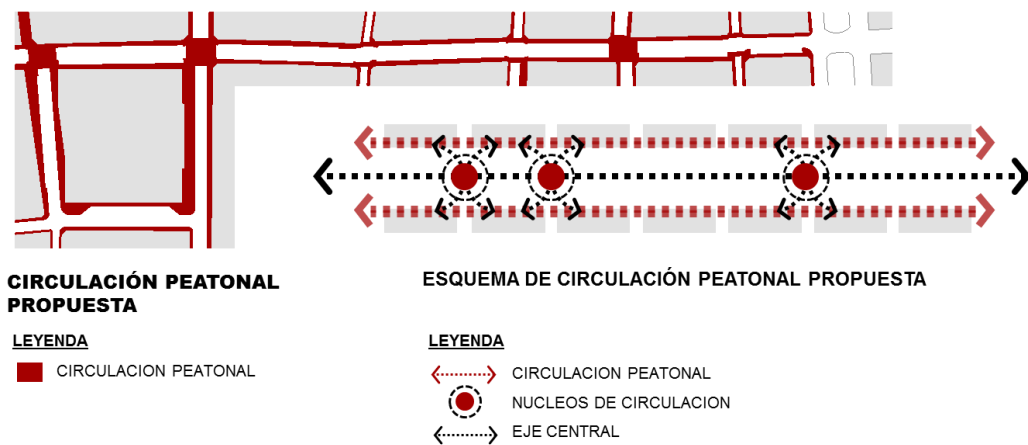 CIRCULACIÓN PEATONAL
PROPUESTA
LEYENDA
CIRCULACION PEATONAL
ESQUEMA DE CIRCULACIÓN PEATONAL PROPUESTA
LEYENDA
CIRCULACION PEATONAL
NUCLEOS DE CIRCULACION
EJE CENTRAL